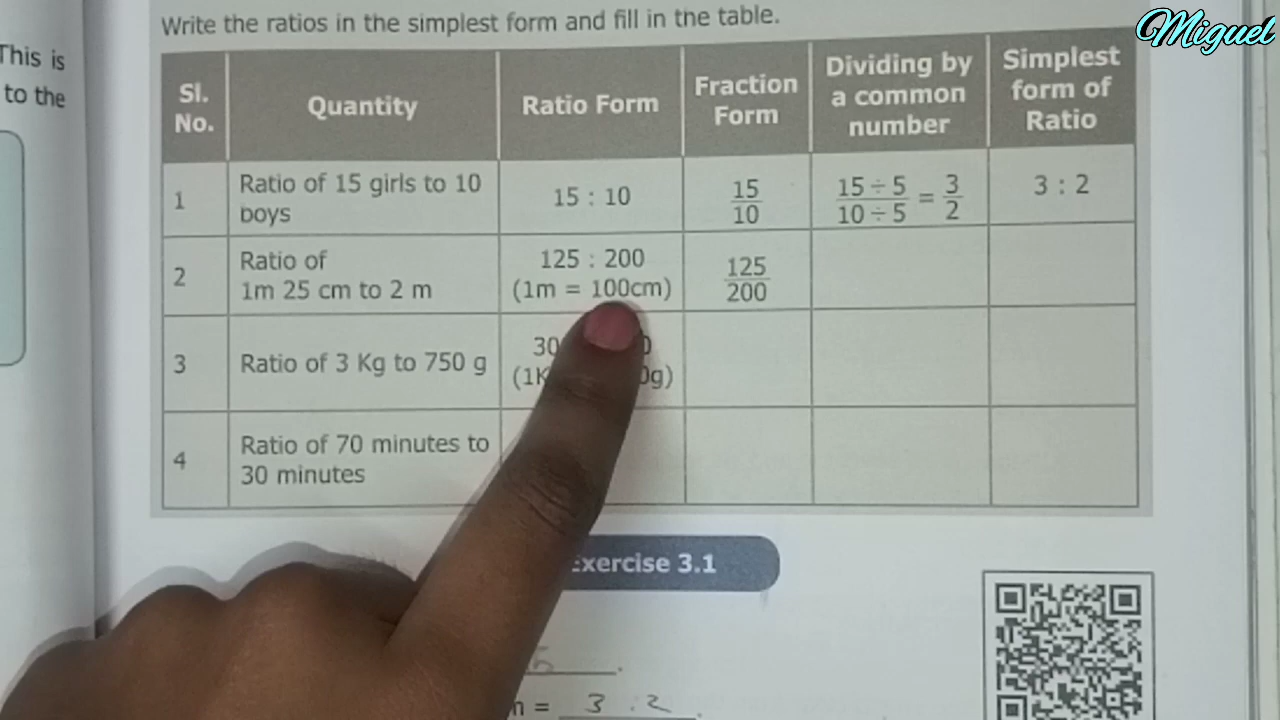 Miguel
This is
to the
Write the ratios in the simplest form and fill in the table.
Sl. No.
Quantity
Ratio Form
Fraction Form
Dividing by a common number
Simplest form of Ratio
1
Ratio of 15 girls to 10
boys
15 : 10
15
10
15 ÷ 5 = 3
10 ÷ 5 2
3 : 2
2
Ratio of
1m 25 cm to 2 m
125 : 200
(1m = 100cm)
125
200
3
Ratio of 3 Kg to 750 g
30
(1K 0g)
4
Ratio of 70 minutes to
30 minutes
Exercise 3.1
5 .
= 3 : 2 .